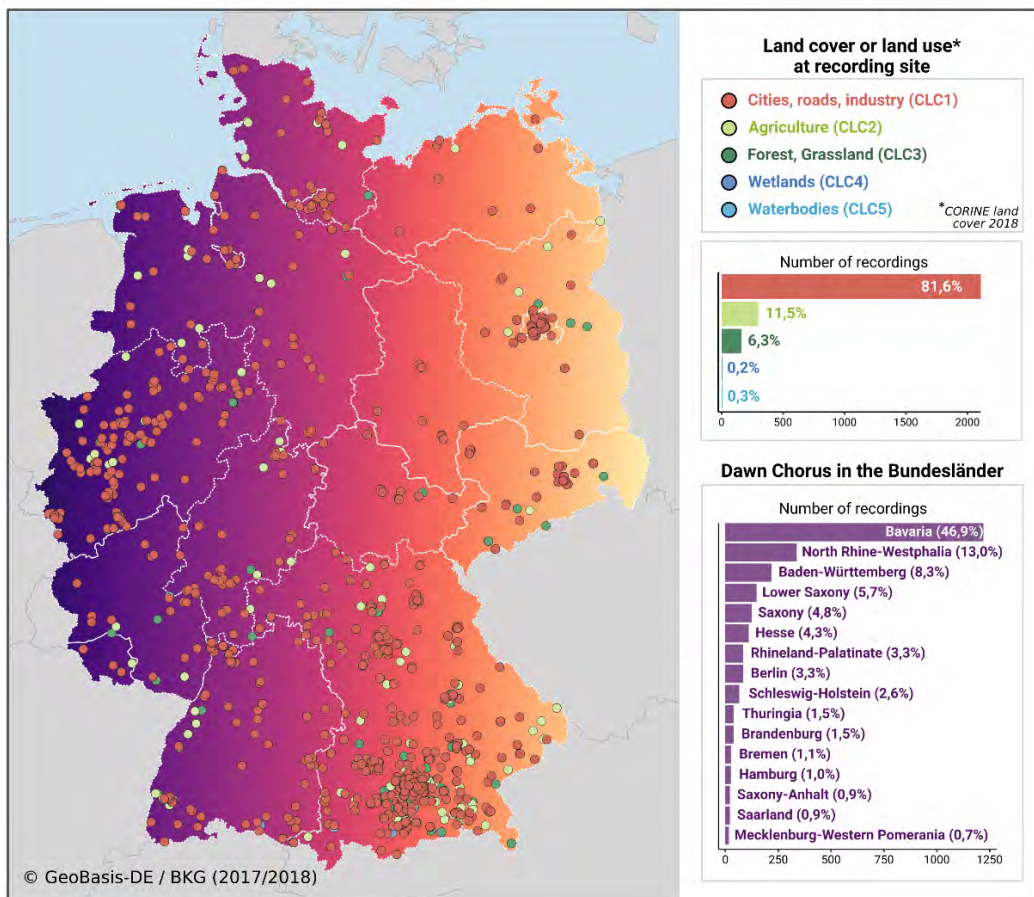 Land cover or land use*
at recording site
Cities, roads, industry (CLC1)
Agriculture (CLC2)
Forest, Grassland (CLC3)
Wetlands (CLC4)
Waterbodies (CLC5)
*CORINE land
cover 2018
Number of recordings
81,6%
11,5%
6,3%
0,2%
0,3%
0 500 1000 1500 2000
Dawn Chorus in the Bundesländer
Number of recordings
Bavaria (46,9%)
North Rhine-Westphalia (13,0%)
Baden-Württemberg (8,3%)
Lower Saxony (5,7%)
Saxony (4,8%)
Hesse (4,3%)
Rhineland-Palatinate (3,3%)
Berlin (3,3%)
Schleswig-Holstein (2,6%)
Thuringia (1,5%)
Brandenburg (1,5%)
Bremen (1,1%)
Hamburg (1,0%)
Saxony-Anhalt (0,9%)
Saarland (0,9%)
Mecklenburg-Western Pomerania (0,7%)
0 250 500 750 1000 1250
© GeoBasis-DE / BKG (2017/2018)